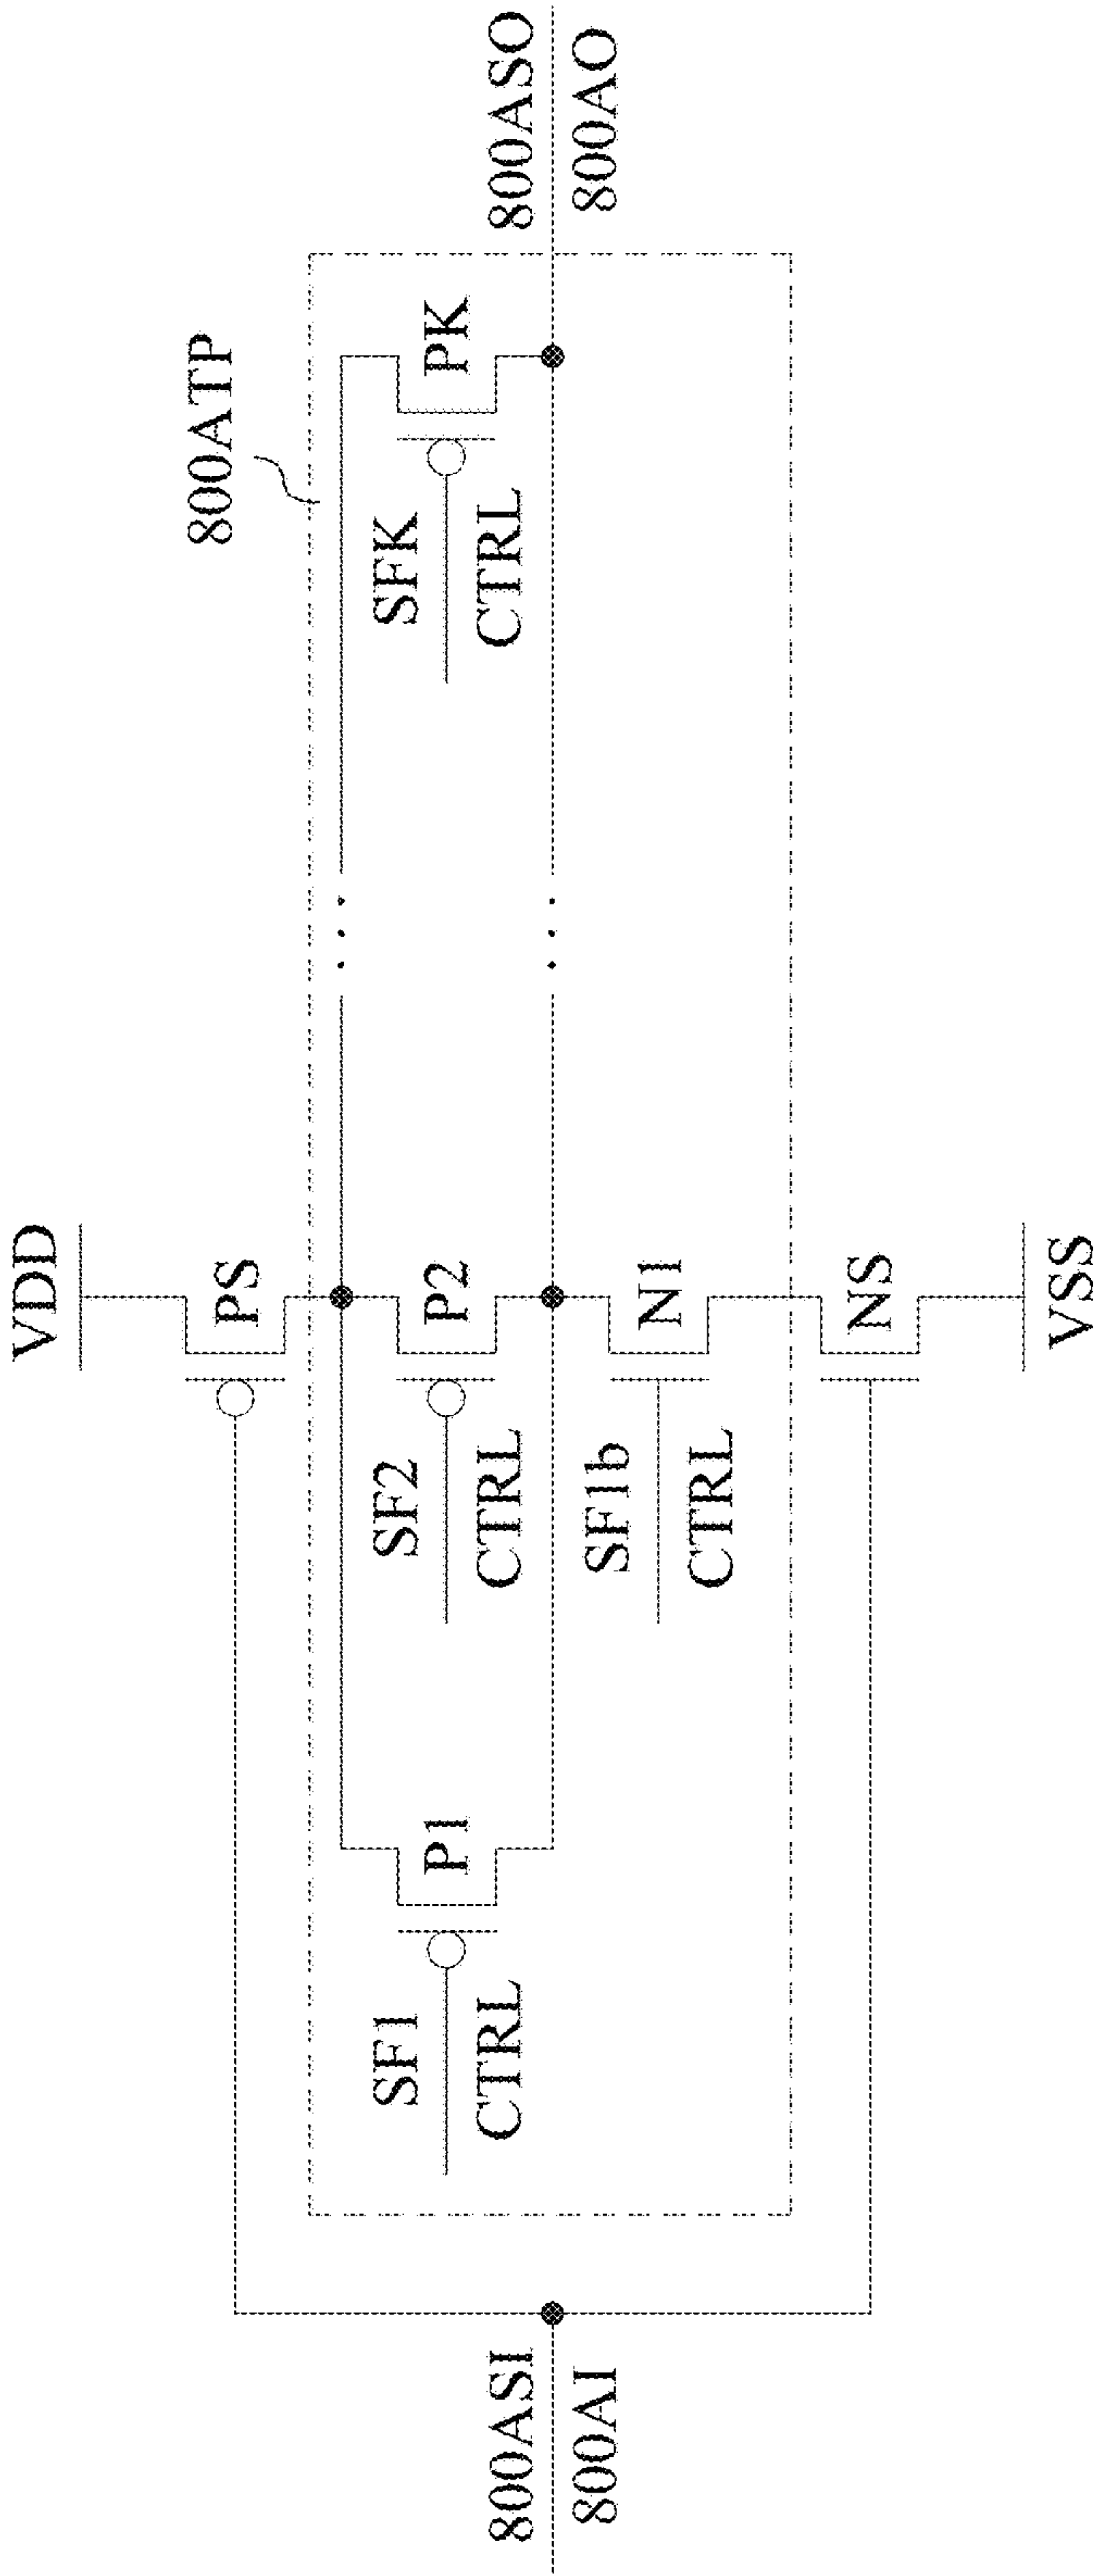 VDD
PS
800ATP
SF1
CTRL
P1
SF2
CTRL
P2
SFK
CTRL
PK
800ASI
800AI
800ASO
800AO
SF1b
CTRL
N1
NS
VSS